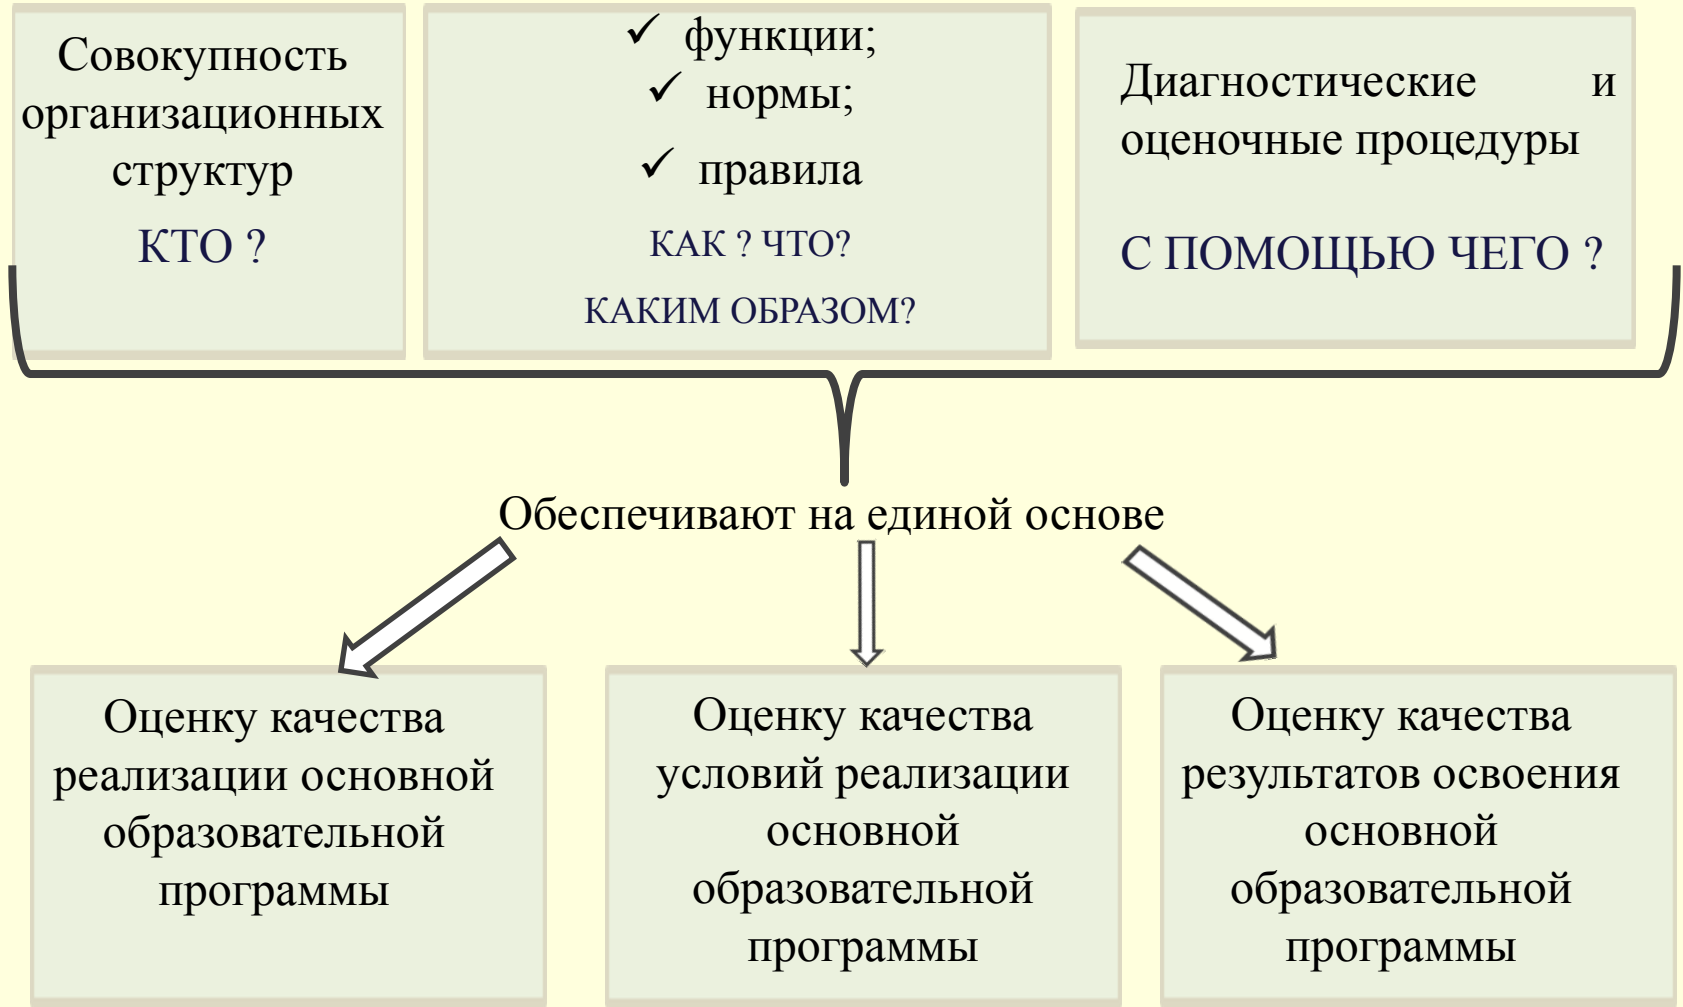 Совокупность
организационных
структур
КТО ?
✓ функции;
✓ нормы;
✓ правила
КАК ? ЧТО?
КАКИМ ОБРАЗОМ?
Диагностические и
оценочные процедуры
С ПОМОЩЬЮ ЧЕГО ?
Обеспечивают на единой основе
Оценку качества
реализации основной
образовательной
программы
Оценку качества
условий реализации
основной
образовательной
программы
Оценку качества
результатов освоения
основной
образовательной
программы